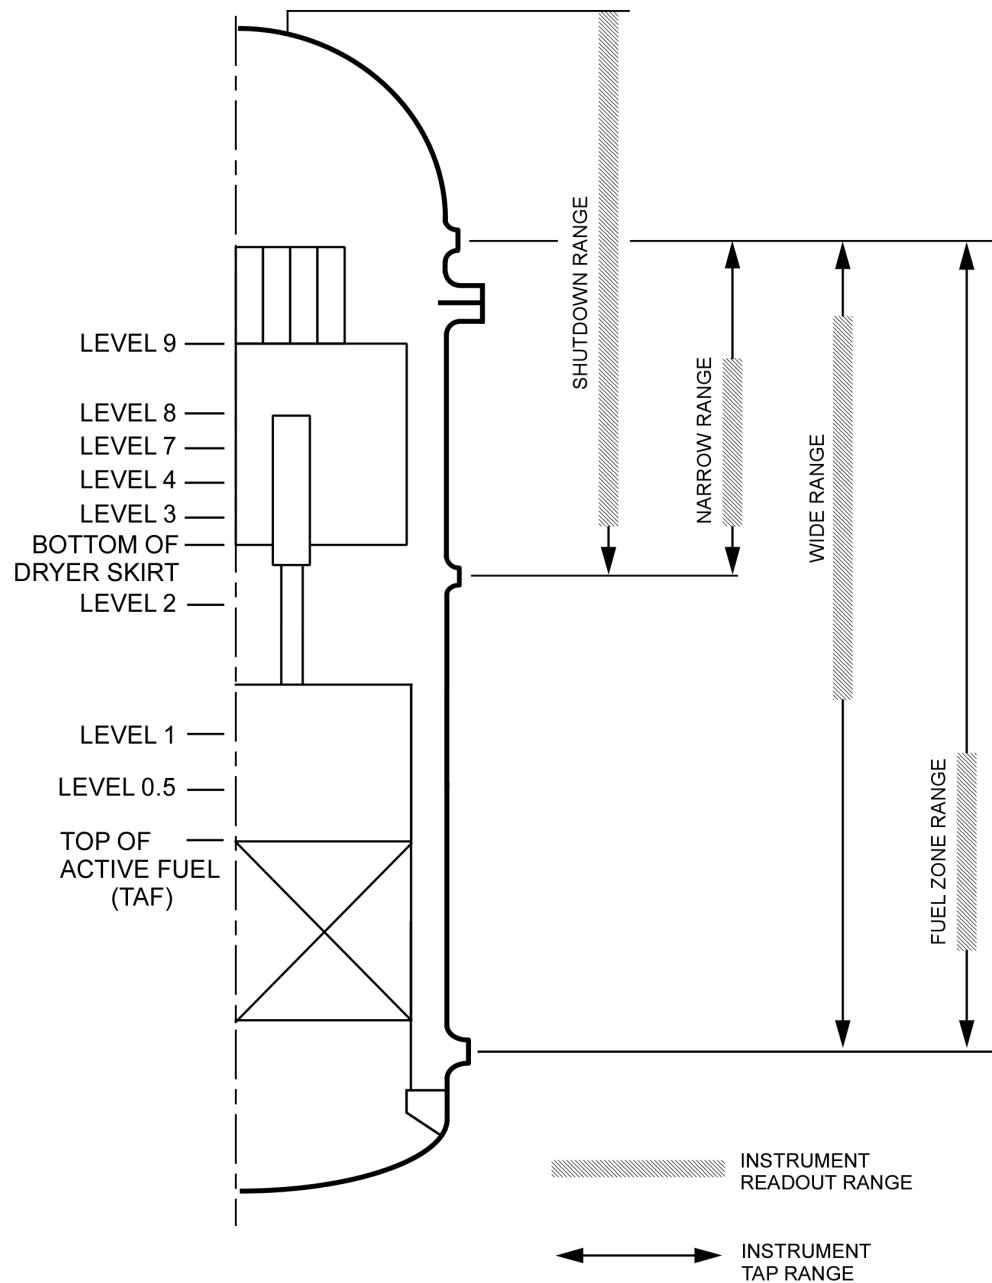 LEVEL 9
LEVEL 8
LEVEL 7
LEVEL 4
LEVEL 3
BOTTOM OF
DRYER SKIRT
LEVEL 2
LEVEL 1
LEVEL 0.5
TOP OF
ACTIVE FUEL
(TAF)
SHUTDOWN RANGE
NARROW RANGE
WIDE RANGE
FUEL ZONE RANGE
INSTRUMENT
READOUT RANGE
INSTRUMENT
TAP RANGE